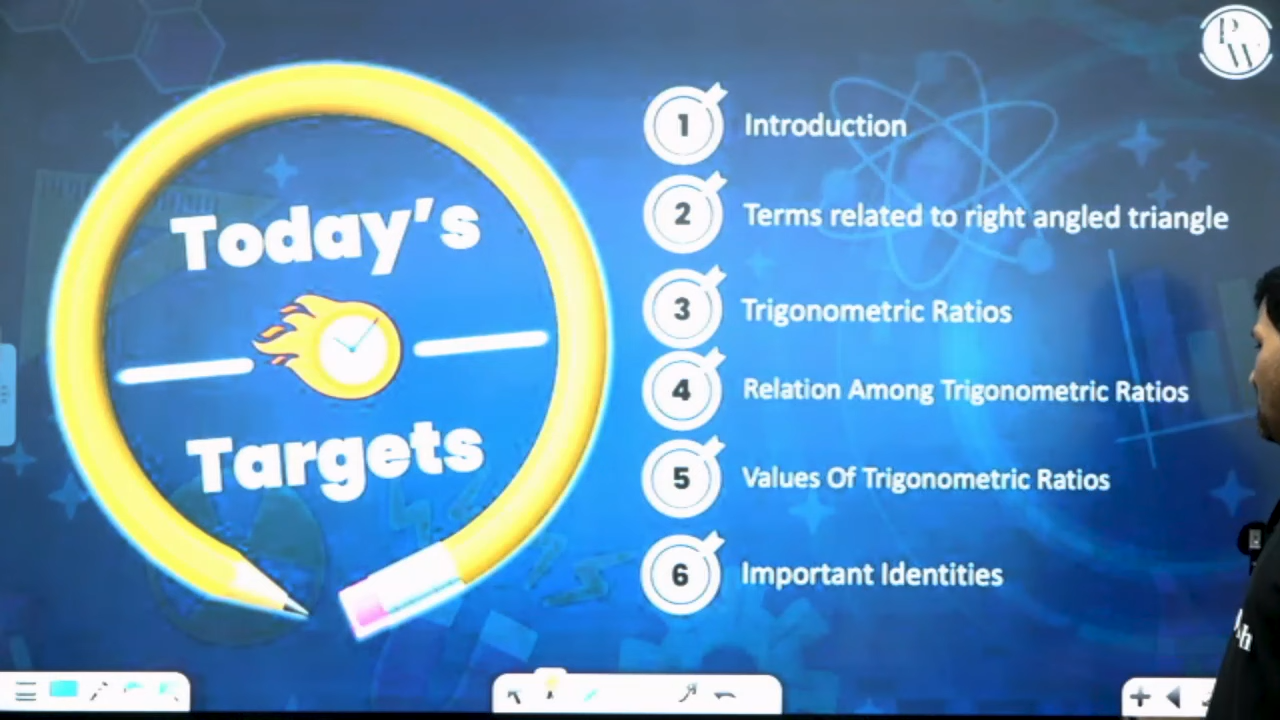 PW
Today's
Targets
1 Introduction
2 Terms related to right angled triangle
3 Trigonometric Ratios
4 Relation Among Trigonometric Ratios
5 Values Of Trigonometric Ratios
6 Important Identities